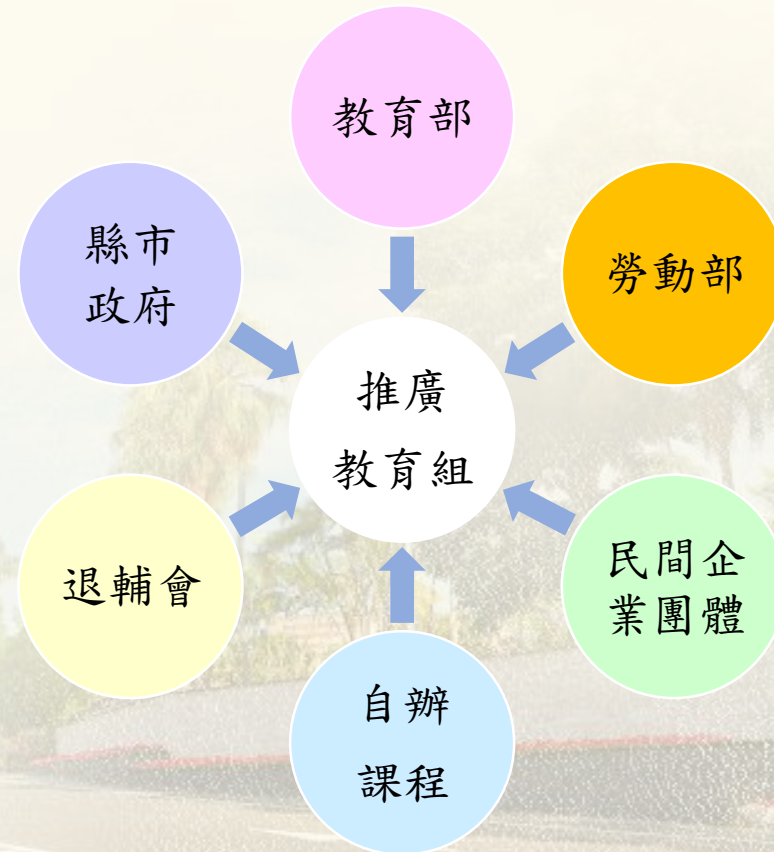 教育部
縣市
政府
勞動部
推廣
教育組
退輔會
民間企
業團體
自辦
課程